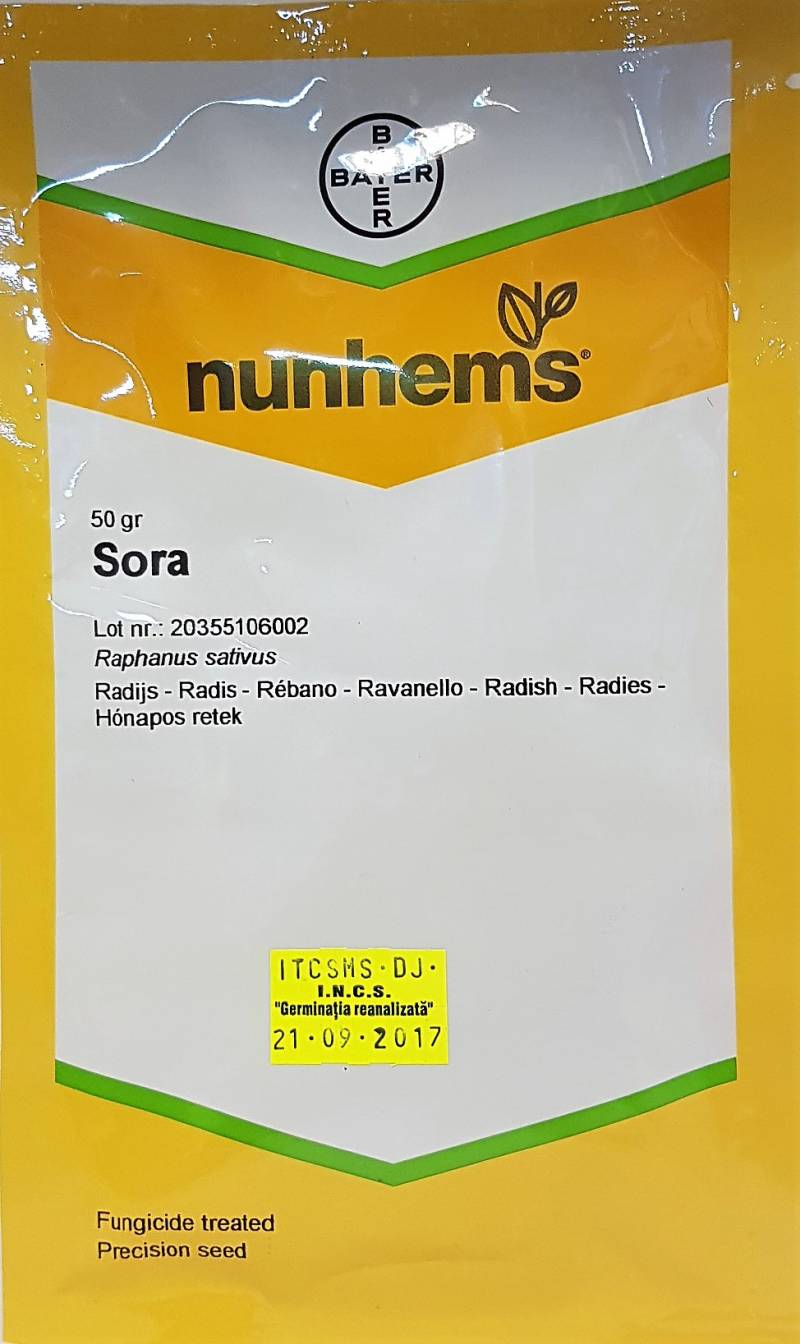 BAYER
BAYER
nunhems®
50 gr
Sora
Lot nr.: 20355106002
Raphanus sativus
Radijs - Radis - Rébano - Ravanello - Radish - Radies -
Hónapos retek
ITCSMS·DJ·
I.N.C.S.
"Germinația reanalizată"
21·09·2017
Fungicide treated
Precision seed